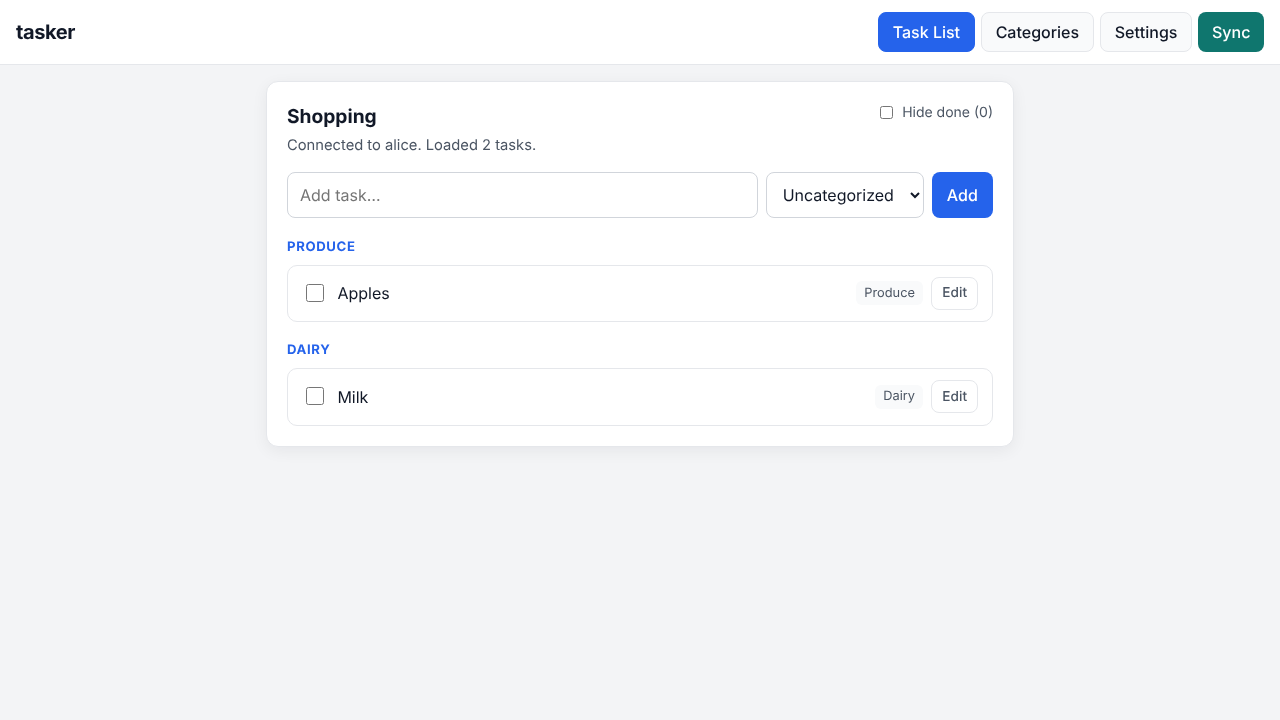 tasker
Task List
Categories
Settings
Sync
Shopping
Hide done (0)
Connected to alice. Loaded 2 tasks.
Add task...
Uncategorized
Add
PRODUCE
Apples
Produce
Edit
DAIRY
Milk
Dairy
Edit